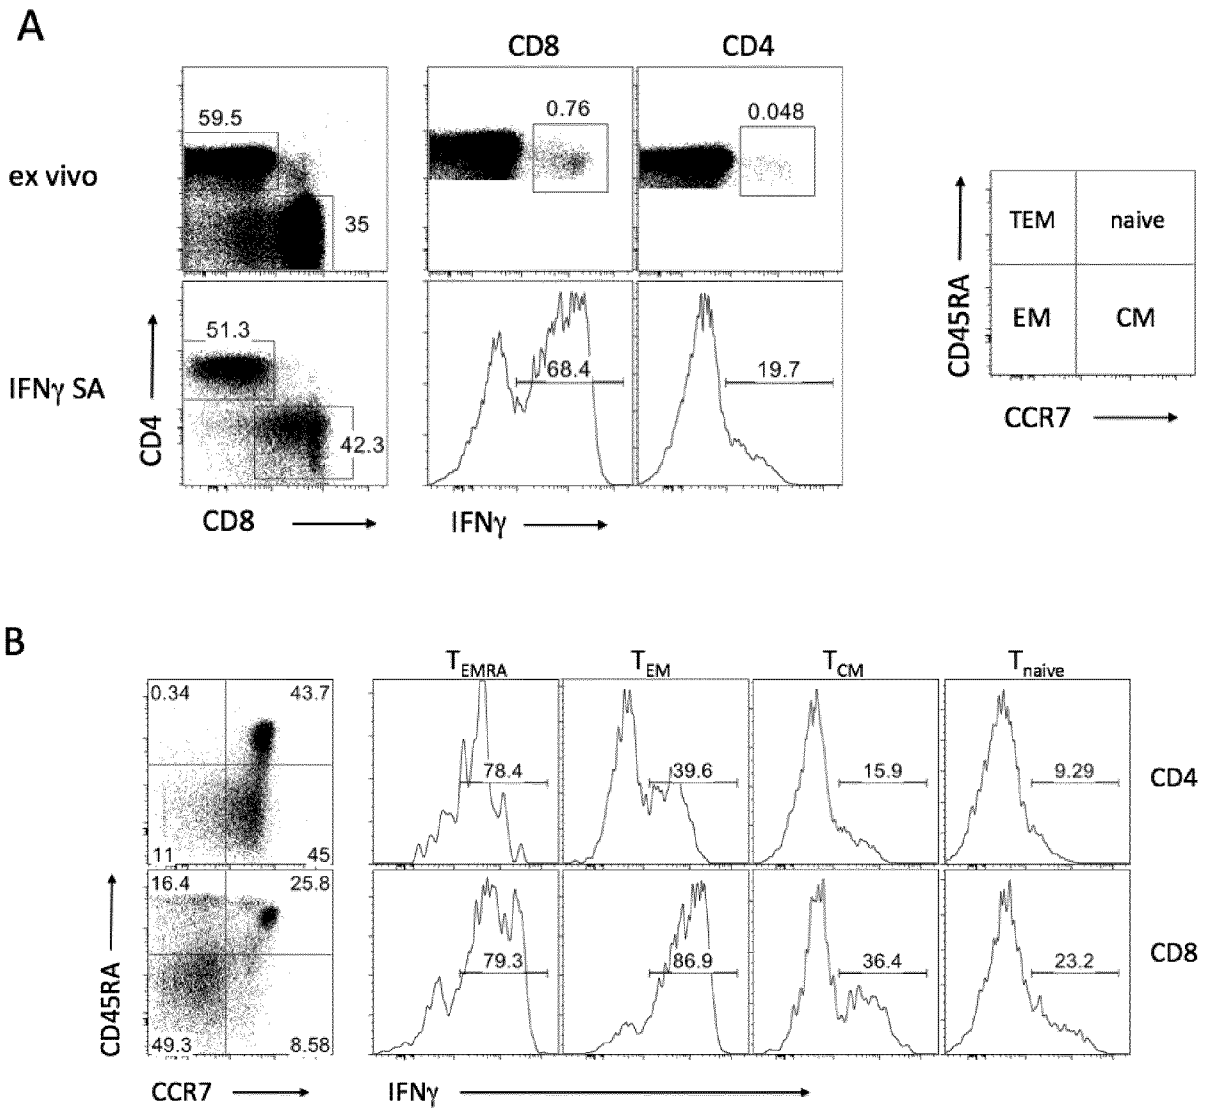 A
CD8 CD4
59.5 0.76 0.048
ex vivo
35
TEM naive
EM CM
CD45RA
CCR7
51.3
68.4 19.7
IFNγ SA
42.3
CD4
CD8 IFNγ
B
TEMRA TEM TCM Tnaive
0.34 43.7
78.4 39.6 15.9 9.29 CD4
11 45
16.4 25.8
79.3 86.9 36.4 23.2 CD8
49.3 8.58
CD45RA
CCR7 IFNγ